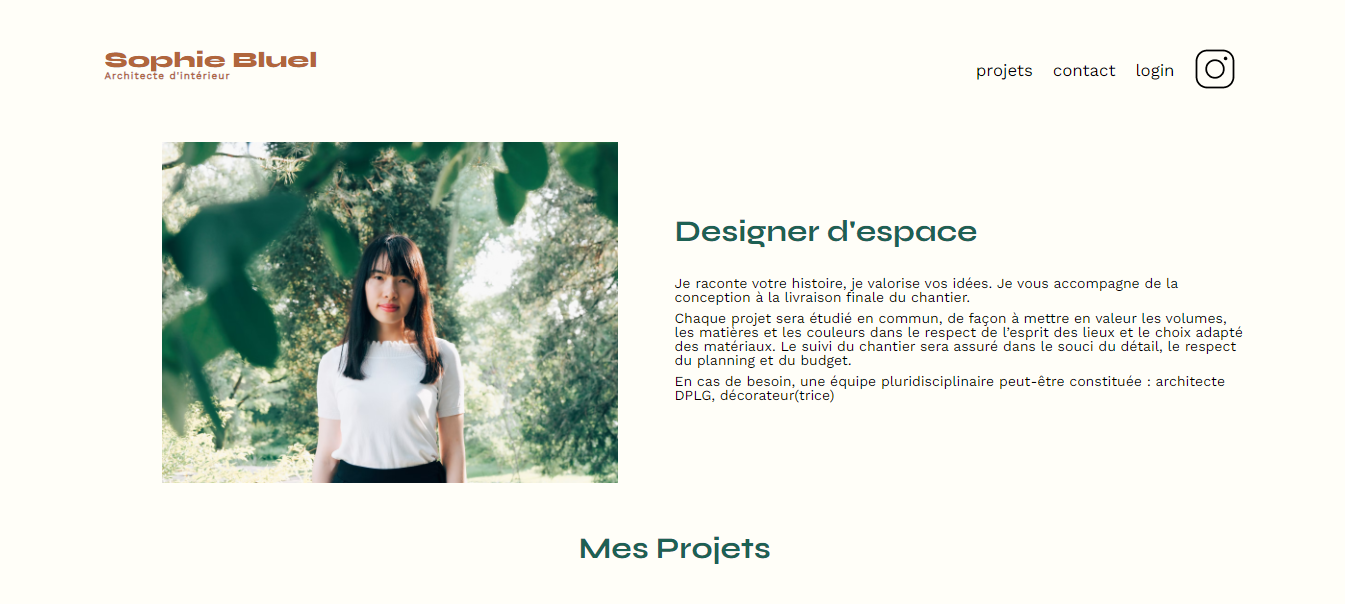 Sophie Bluel
Architecte d'intérieur
projets contact login
Designer d'espace
Je raconte votre histoire, je valorise vos idées. Je vous accompagne de la
conception à la livraison finale du chantier.
Chaque projet sera étudié en commun, de façon à mettre en valeur les volumes,
les matières et les couleurs dans le respect de l’esprit des lieux et le choix adapté
des matériaux. Le suivi du chantier sera assuré dans le souci du détail, le respect
du planning et du budget.
En cas de besoin, une équipe pluridisciplinaire peut-être constituée : architecte
DPLG, décorateur(trice)
Mes Projets